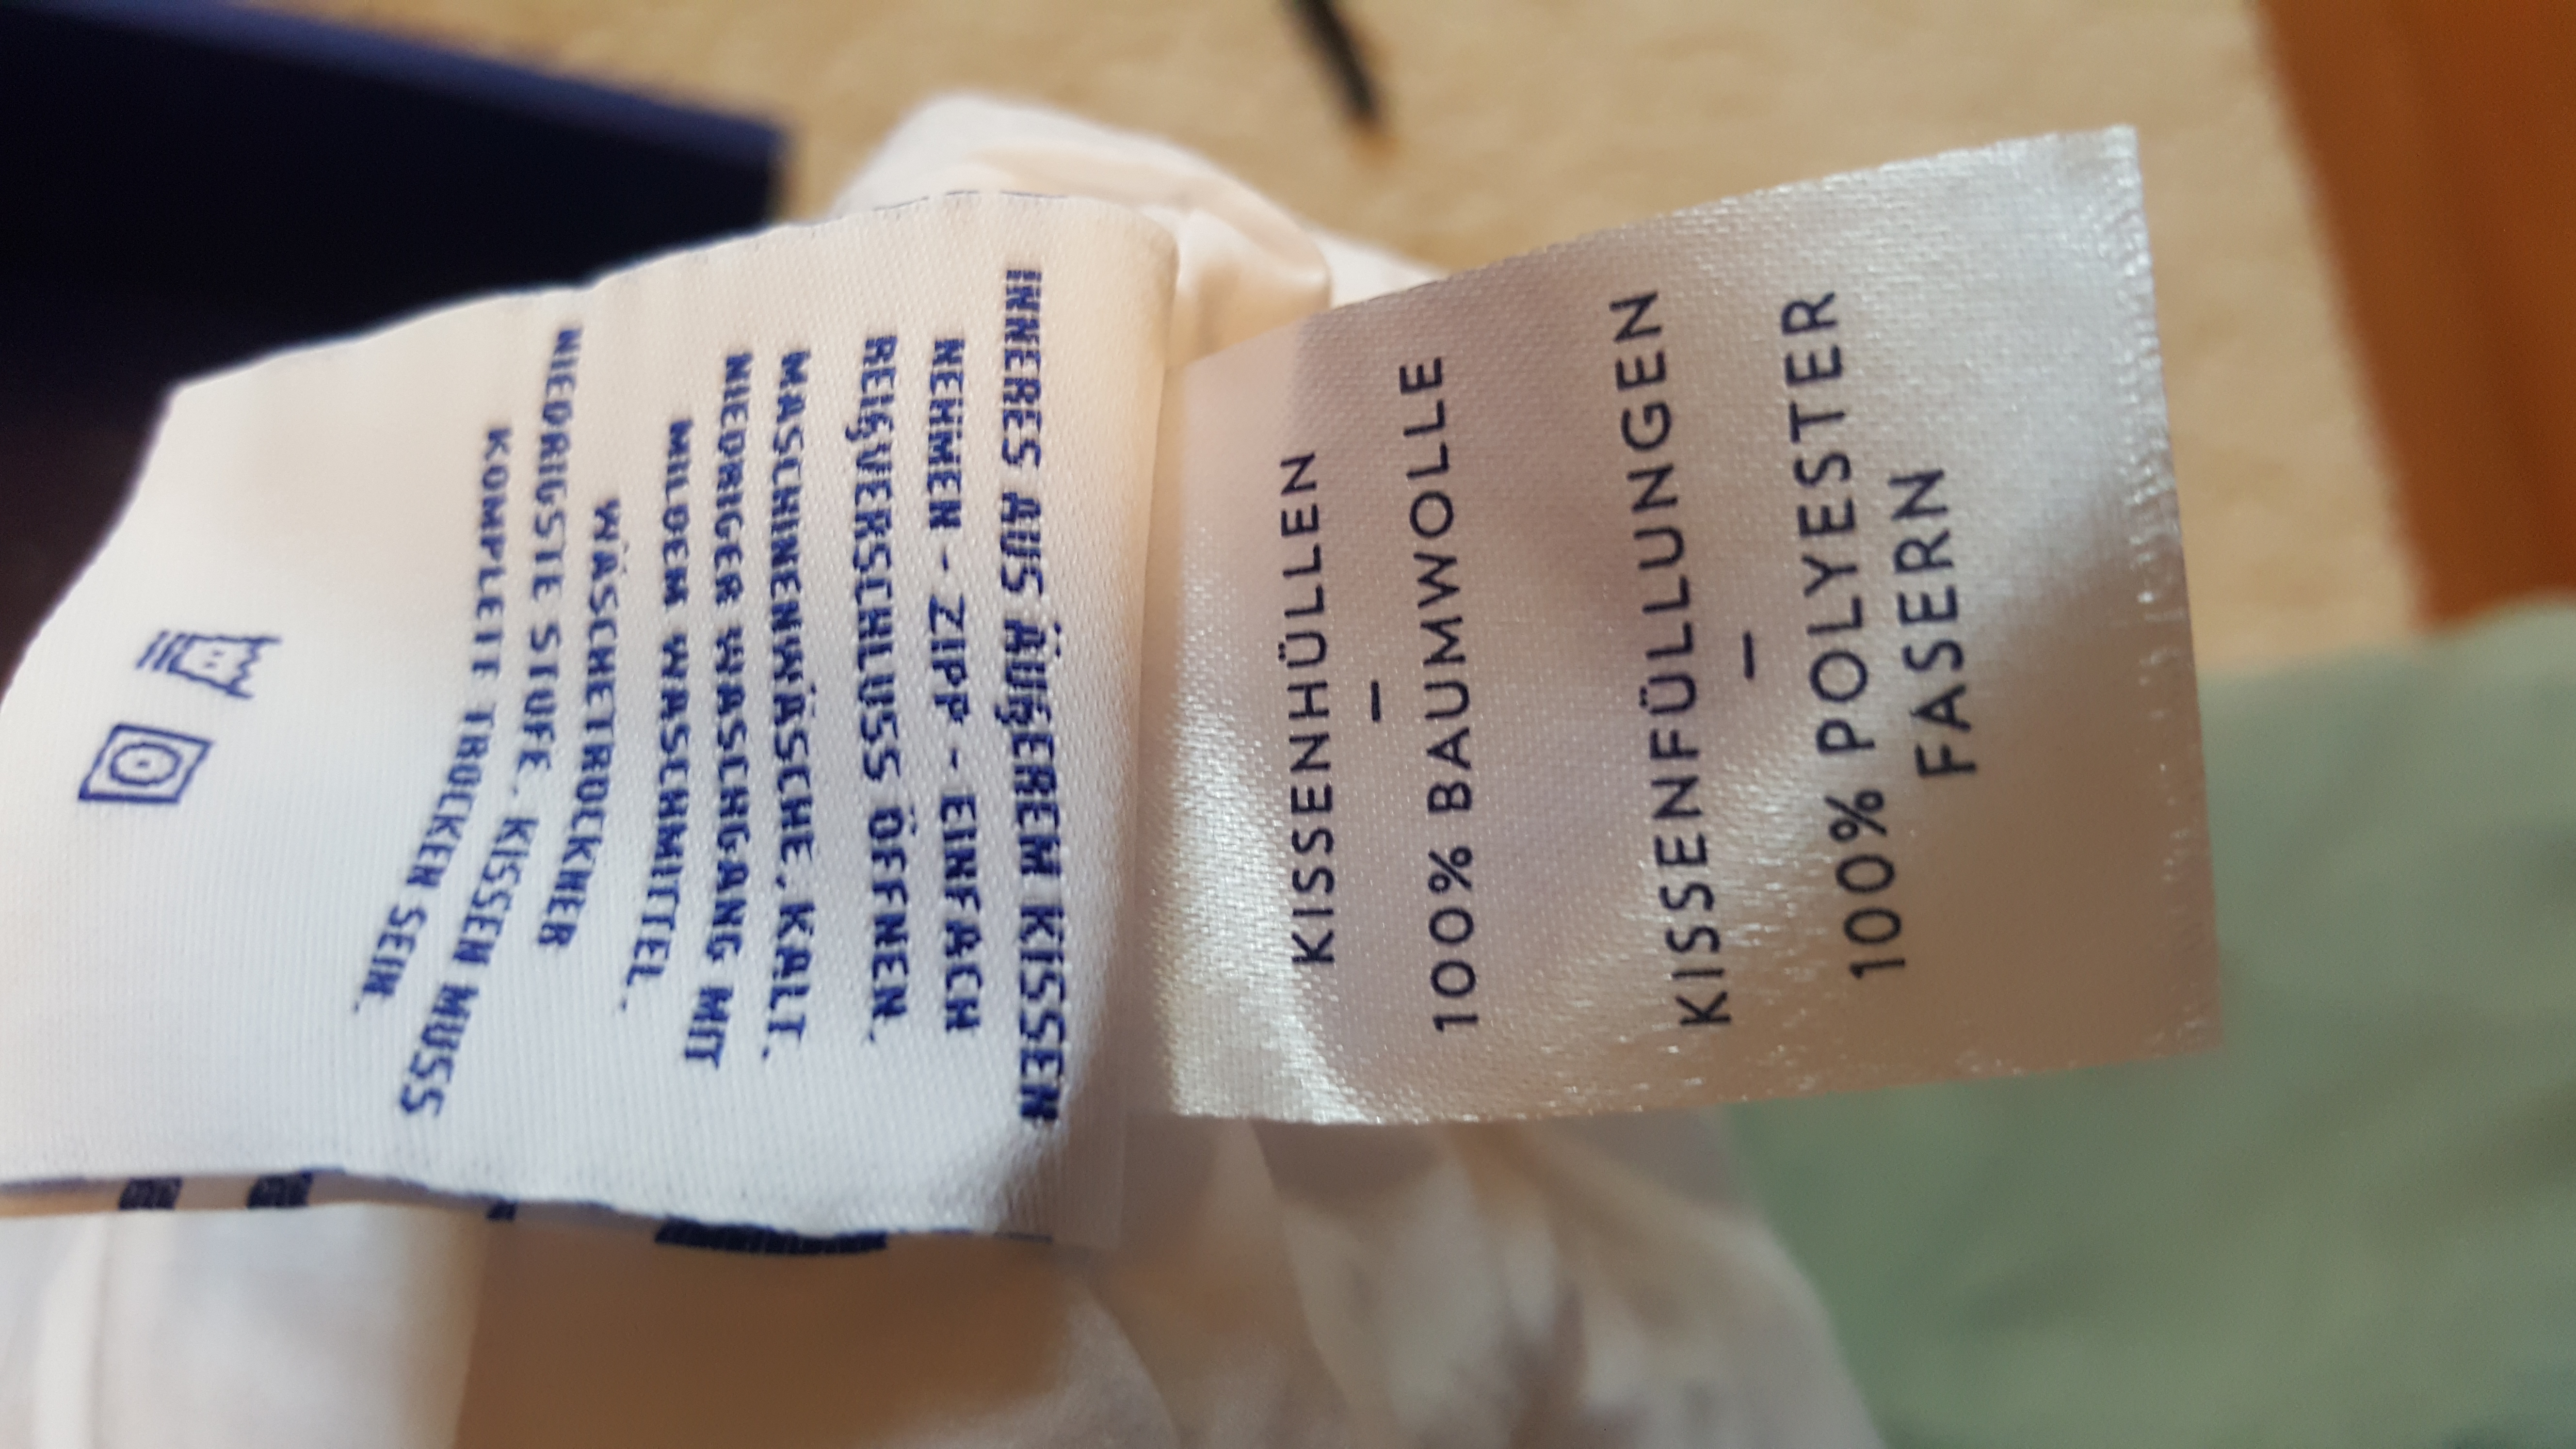 INNERES AUS ÄUßEREM KISSEN
NEHMEN - ZIPP - EINFACH
REIßVERSCHLUSS ÖFFNEN.
MASCHINENWÄSCHE, KALT.
NIEDRIGER WASCHGANG MIT
MILDEM WASCHMITTEL.
WÄSCHETROCKNER
NIEDRIGSTE STUFE. KISSEN MUSS
KOMPLETT TROCKEN SEIN.
KISSENHÜLLEN
–
100% BAUMWOLLE
KISSENFÜLLUNGEN
–
100% POLYESTER
FASERN